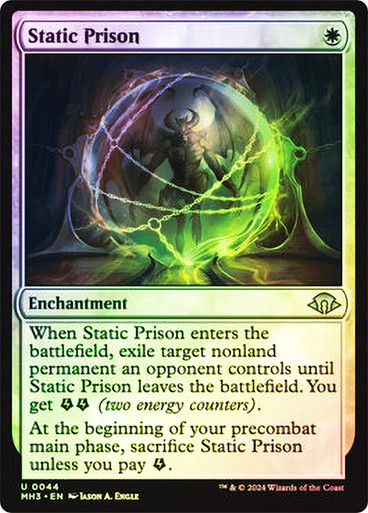 Static Prison
Enchantment
When Static Prison enters the
battlefield, exile target nonland
permanent an opponent controls until
Static Prison leaves the battlefield. You
get (two energy counters).
At the beginning of your precombat
main phase, sacrifice Static Prison
unless you pay .
U 0044
MH3 • EN Jason A. Engle
™ & © 2024 Wizards of the Coast